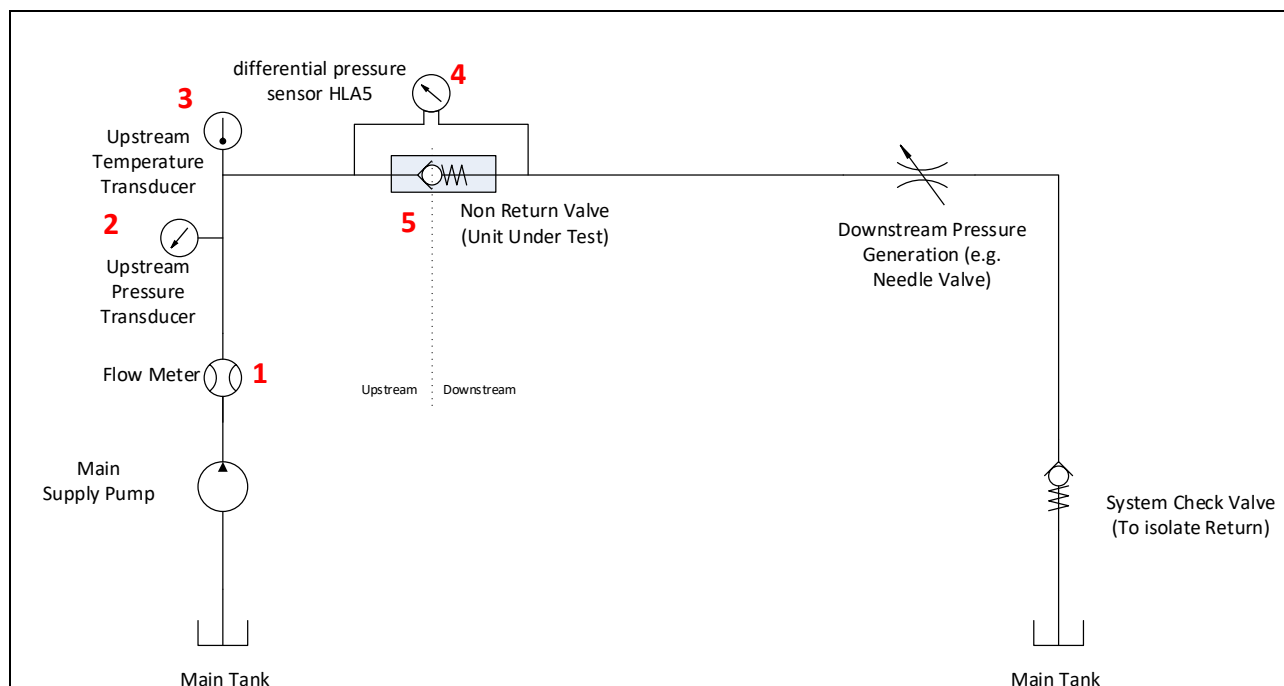 differential pressure
sensor HLA5
4
3
Upstream
Temperature
Transducer
2
Upstream
Pressure
Transducer
5
Non Return Valve
(Unit Under Test)
Downstream Pressure
Generation (e.g.
Needle Valve)
Flow Meter
1
Upstream
Downstream
Main
Supply Pump
System Check Valve
(To isolate Return)
Main Tank
Main Tank